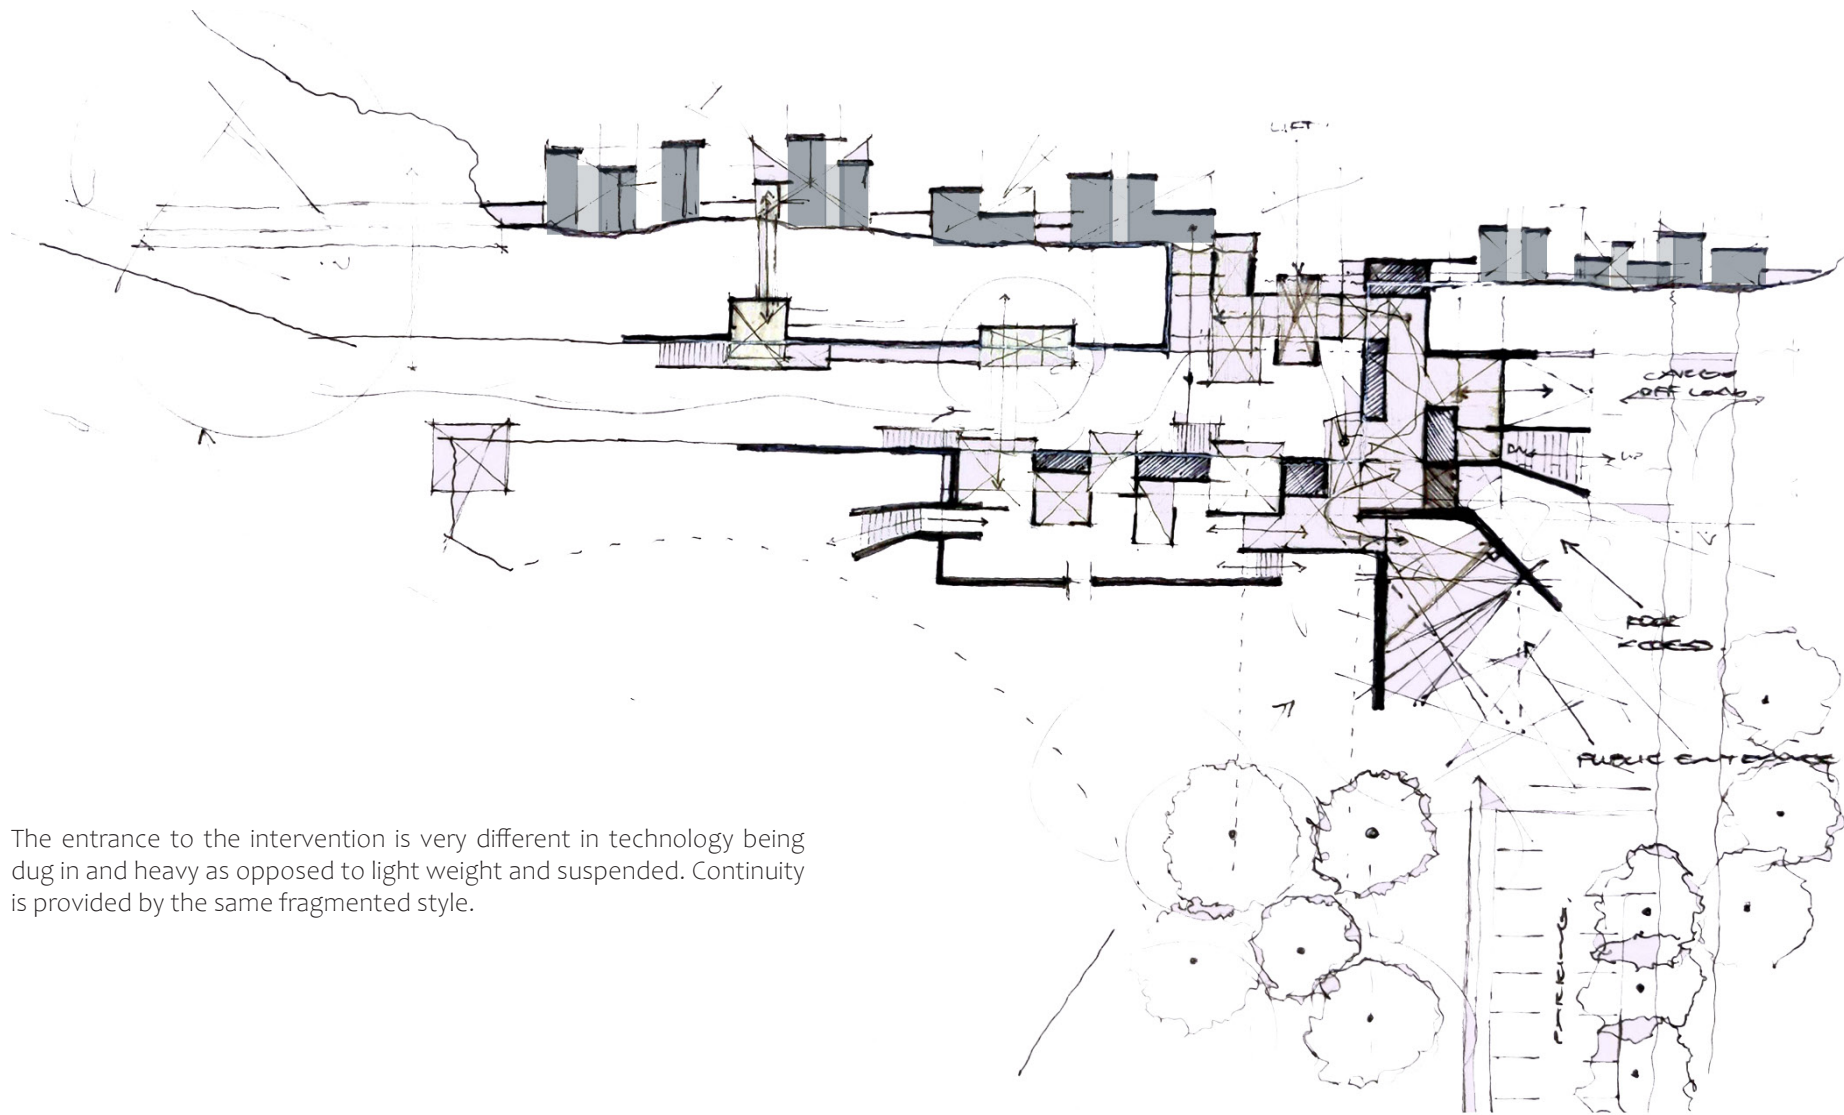 LIFT
CARGO
OFF LOAD
UP
PUBLIC ENTRANCE
The entrance to the intervention is very different in technology being
dug in and heavy as opposed to light weight and suspended. Continuity
is provided by the same fragmented style.
PARKING.